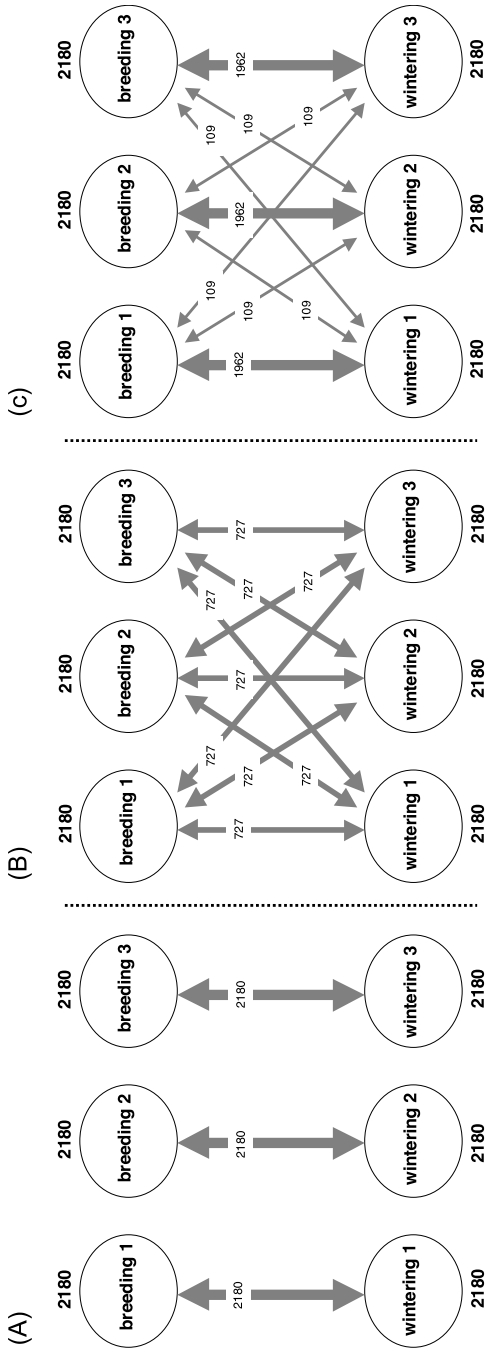 (A)
2180 2180 2180
breeding 1 breeding 2 breeding 3
2180 2180 2180
wintering 1 wintering 2 wintering 3
2180 2180 2180
(B)
2180 2180 2180
breeding 1 breeding 2 breeding 3
727 727
727 727 727 727 727
727 727
wintering 1 wintering 2 wintering 3
2180 2180 2180
(c)
2180 2180 2180
breeding 1 breeding 2 breeding 3
109 109
1962 109 1962 109 1962
109 109
wintering 1 wintering 2 wintering 3
2180 2180 2180